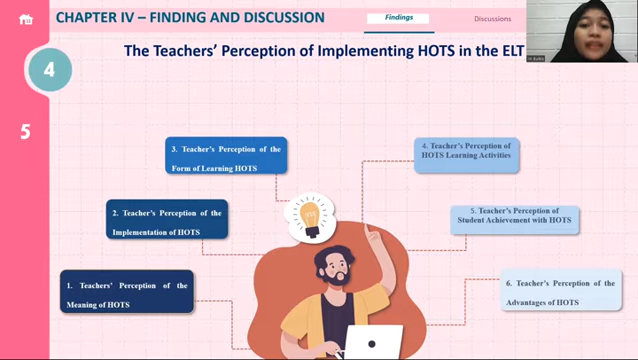 CHAPTER IV – FINDING AND DISCUSSION
Findings
Discussions
The Teachers’ Perception of Implementing HOTS in the ELT
4
5
3. Teacher’s Perception of the
Form of Learning HOTS
4. Teacher’s Perception of
HOTS Learning Activities
2. Teacher’s Perception of the
Implementation of HOTS
5. Teacher’s Perception of
Student Achievement with HOTS
1. Teachers’ Perception of the
Meaning of HOTS
6. Teacher’s Perception of the
Advantages of HOTS